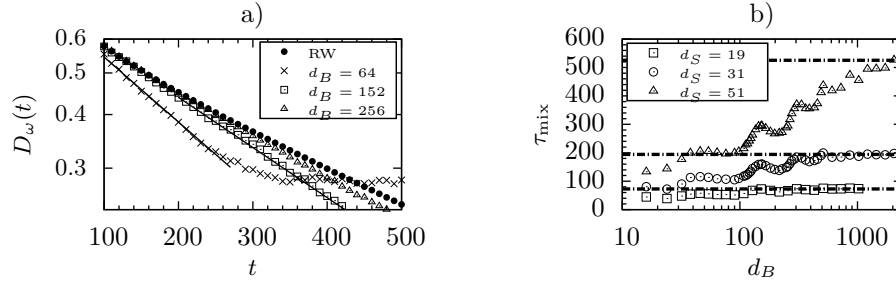 a)
0.6
0.5
0.4
0.3
D_ω(t)
RW
d_B = 64
d_B = 152
d_B = 256
100
200
300
400
500
t
b)
600
500
400
300
200
100
0
τ_mix
d_S = 19
d_S = 31
d_S = 51
10
100
1000
d_B